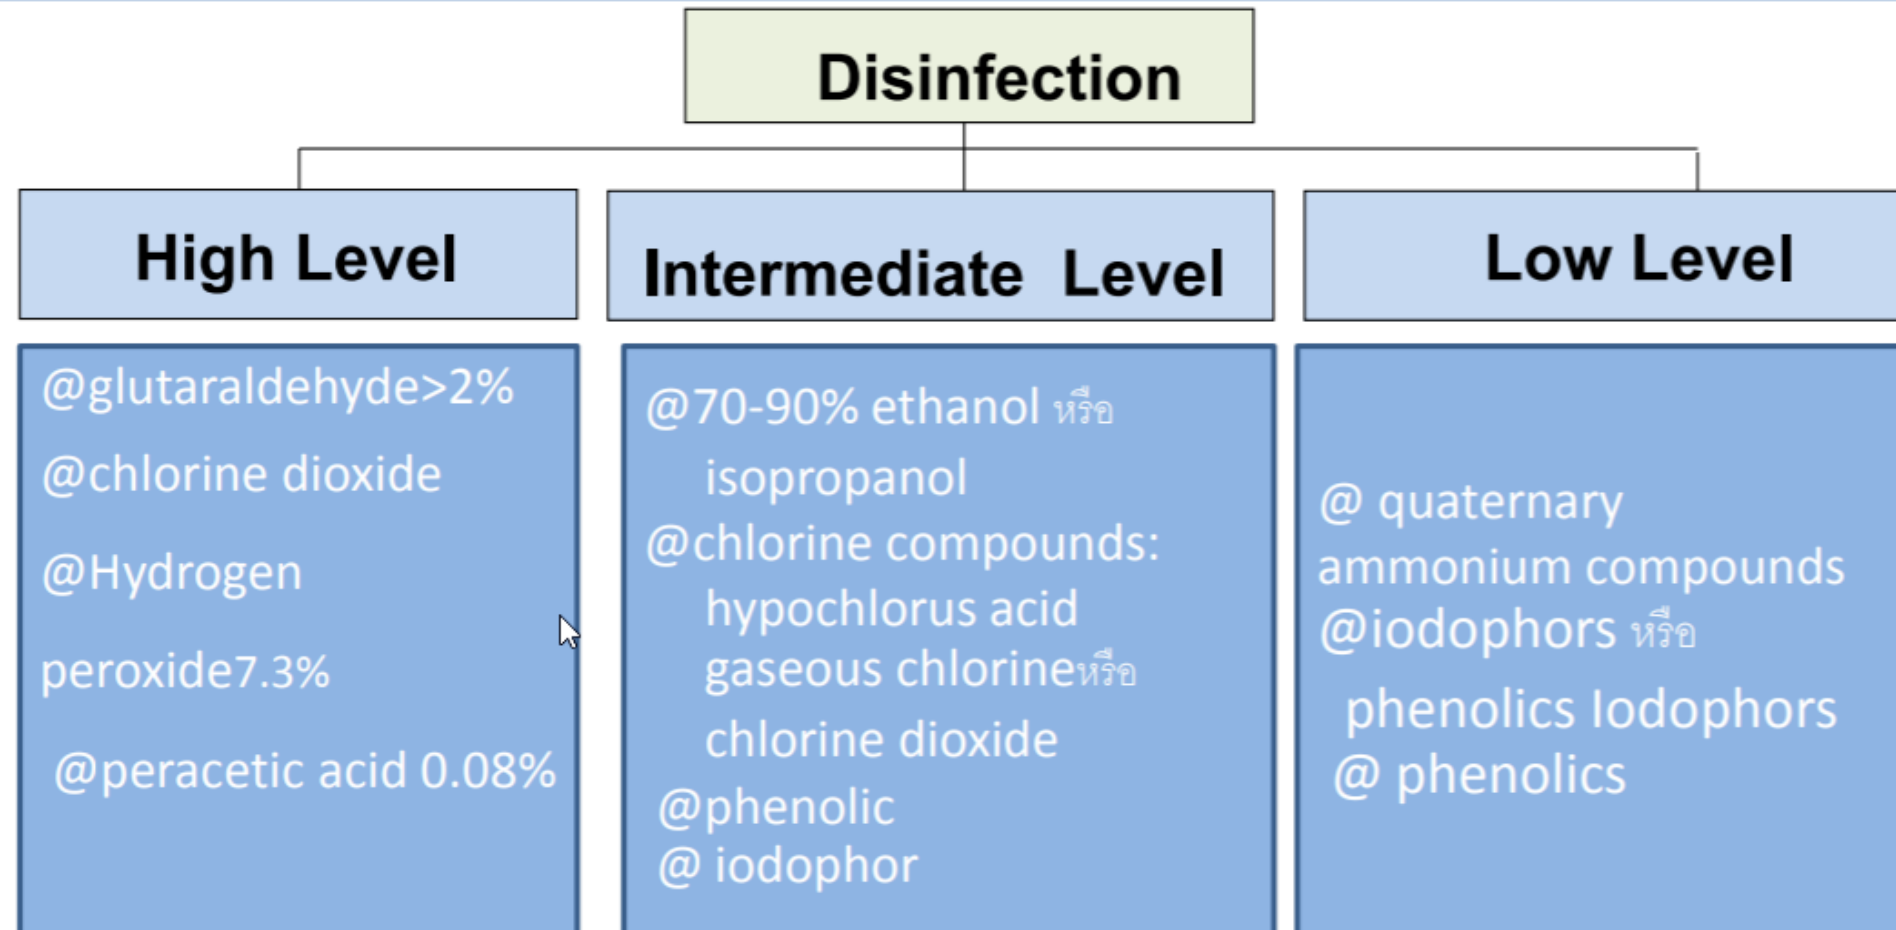 Disinfection
High Level
Intermediate Level
Low Level
@glutaraldehyde>2%
@chlorine dioxide
@Hydrogen
peroxide7.3%
@peracetic acid 0.08%
@70-90% ethanol หรือ
isopropanol
@chlorine compounds:
hypochlorus acid
gaseous chlorineหรือ
chlorine dioxide
@phenolic
@ iodophor
@ quaternary
ammonium compounds
@iodophors หรือ
phenolics Iodophors
@ phenolics